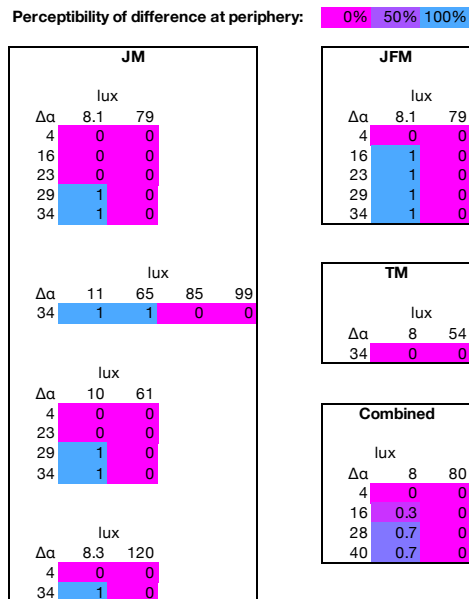 Perceptibility of difference at periphery: 0% 50% 100%
JM
lux
Δα 8.1 79
4 0 0
16 0 0
23 0 0
29 1 0
34 1 0
lux
Δα 11 65 85 99
34 1 1 0 0
lux
Δα 10 61
4 0 0
23 0 0
29 1 0
34 1 0
lux
Δα 8.3 120
4 0 0
34 1 0
JFM
lux
Δα 8.1 79
4 0 0
16 1 0
23 1 0
29 1 0
34 1 0
TM
lux
Δα 8 54
34 0 0
Combined
lux
Δα 8 80
4 0 0
16 0.3 0
28 0.7 0
40 0.7 0